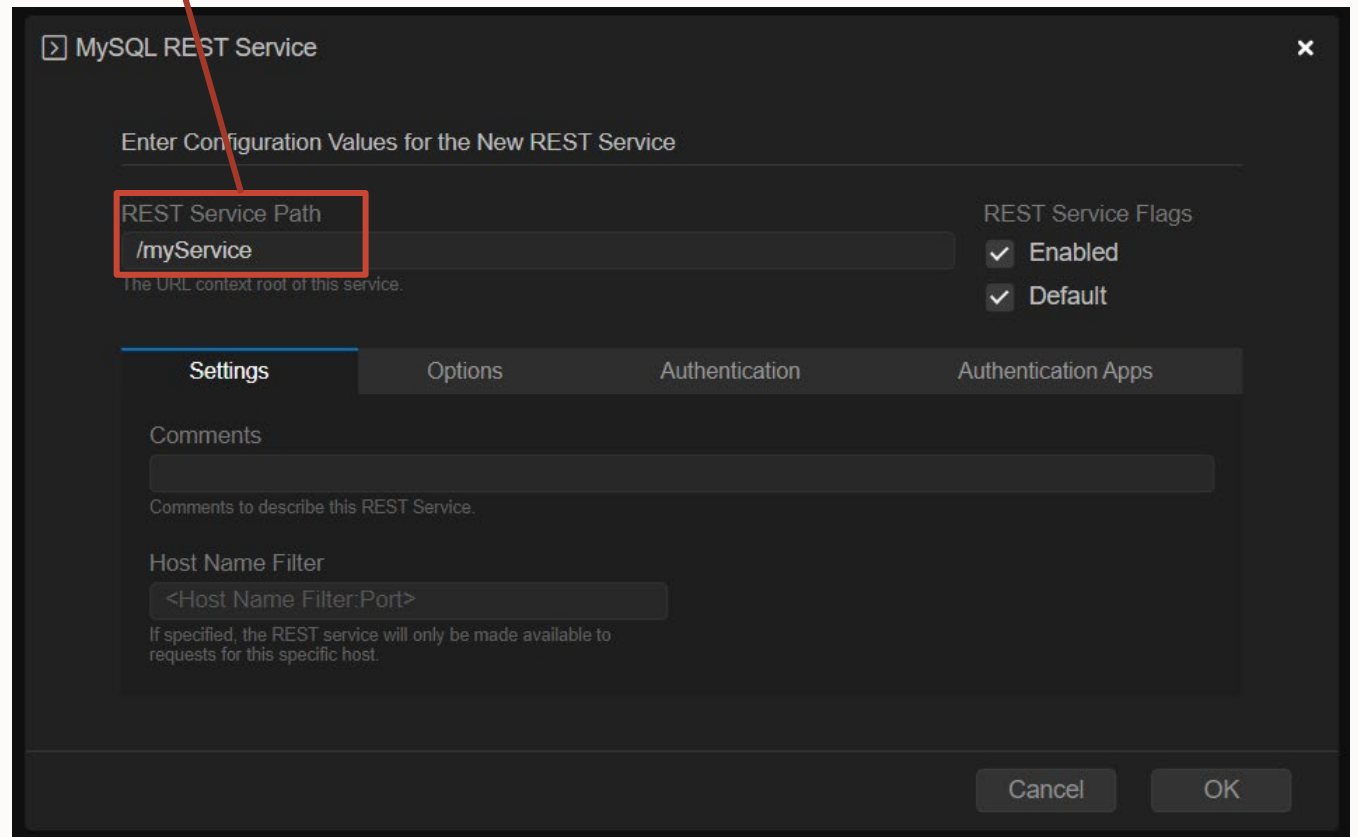 MySQL REST Service
Enter Configuration Values for the New REST Service
REST Service Path
REST Service Flags
/myService
Enabled
The URL context root of this service.
Default
Settings
Options
Authentication
Authentication Apps
Comments
Comments to describe this REST Service.
Host Name Filter
<Host Name Filter:Port>
If specified, the REST service will only be made available to
requests for this specific host.
Cancel
OK